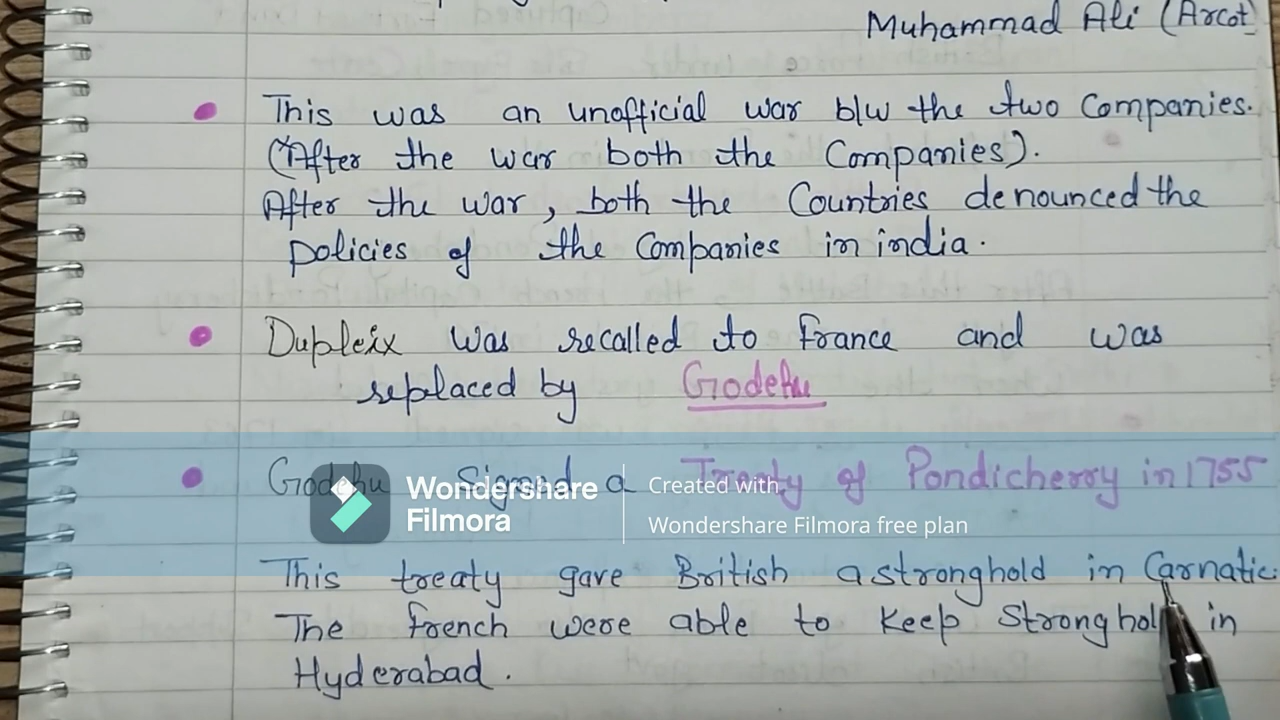 Muhammad Ali (Arcot)
This was an unofficial war b/w the two Companies.
(After the war both the Companies).
After the war, both the Countries denounced the
policies of the Companies in india.
Dupleix was recalled to France and was
replaced by Godehu
Godehu Signed a Treaty of Pondicherry in 1755
Wondershare
Filmora
Created with
Wondershare Filmora free plan
This treaty gave British a stronghold in Carnatic.
The french were able to Keep Stronghold in
Hyderabad.